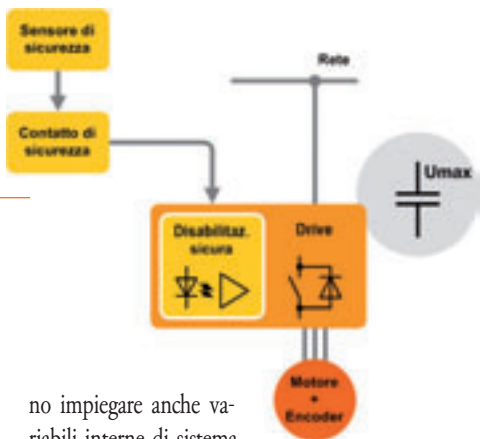 Sensore di
sicurezza
Rete
Contatto di
sicurezza
Umax
Disabilitaz.
sicura
Drive
Motore
+
Encoder
no impiegare anche va-
riabili interne di sistema